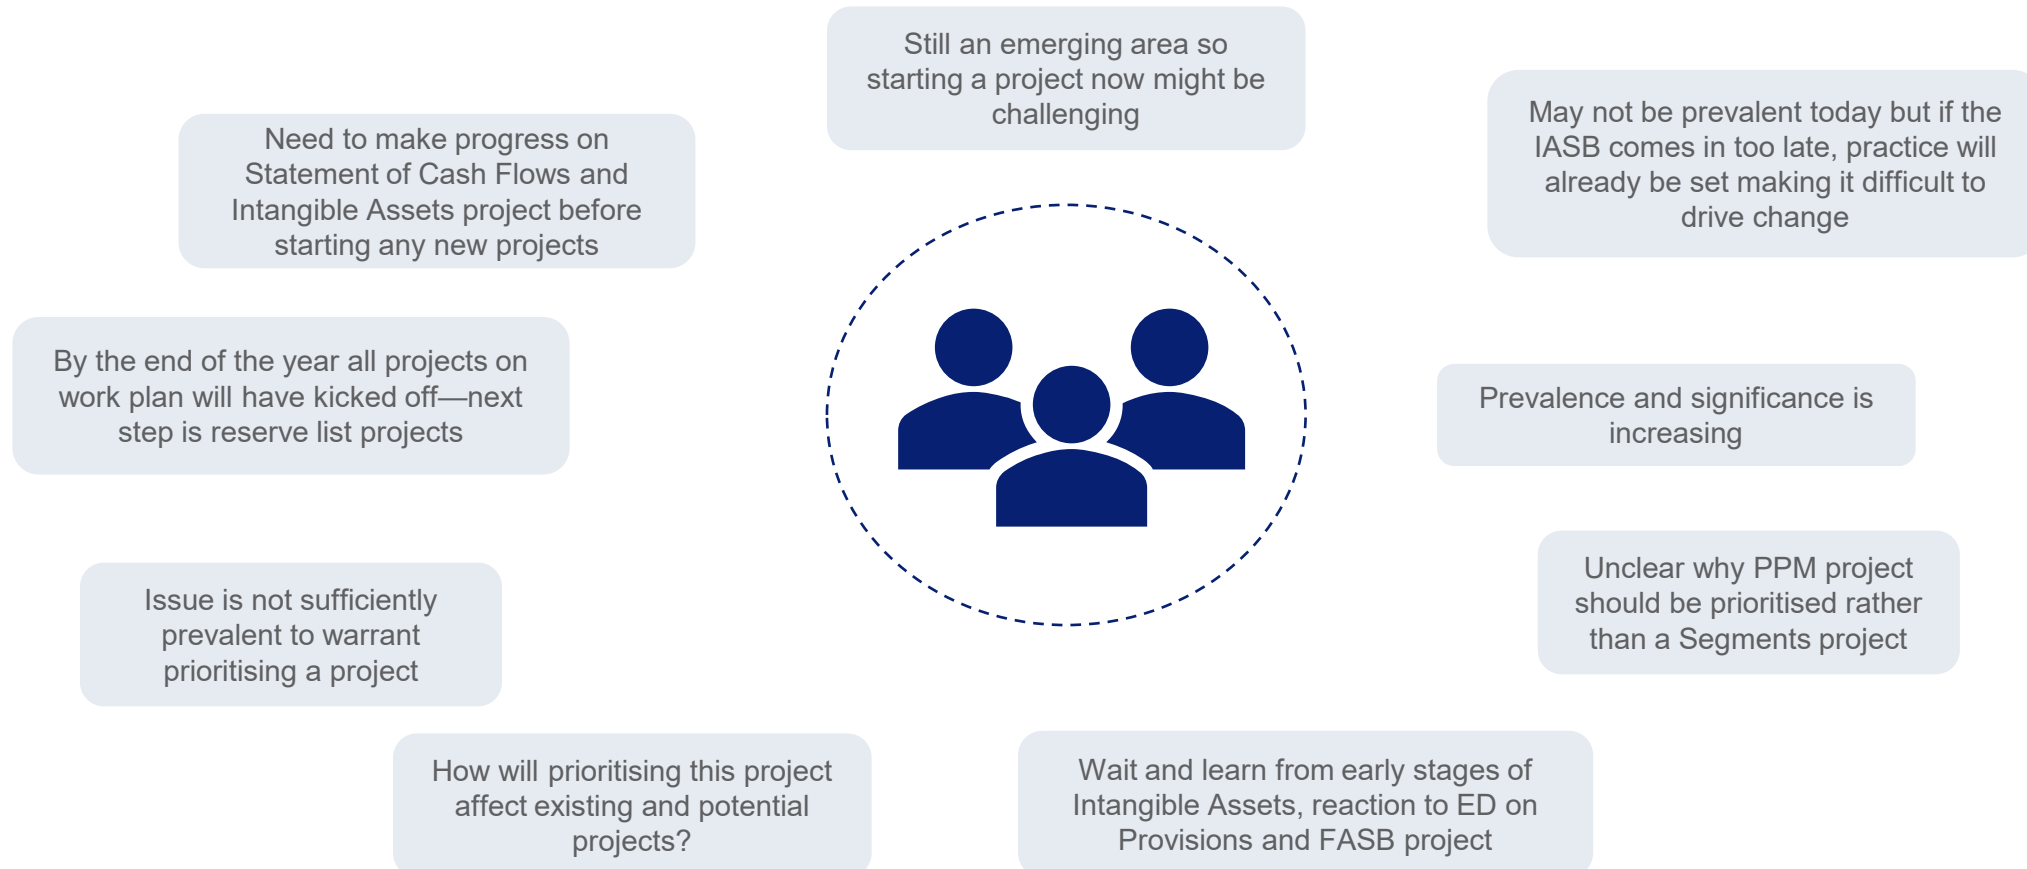 Still an emerging area so
starting a project now might be
challenging
Need to make progress on
Statement of Cash Flows and
Intangible Assets project before
starting any new projects
May not be prevalent today but if the
IASB comes in too late, practice will
already be set making it difficult to
drive change
By the end of the year all projects on
work plan will have kicked off—next
step is reserve list projects
Prevalence and significance is
increasing
Issue is not sufficiently
prevalent to warrant
prioritising a project
Unclear why PPM project
should be prioritised rather
than a Segments project
How will prioritising this project
affect existing and potential
projects?
Wait and learn from early stages of
Intangible Assets, reaction to ED on
Provisions and FASB project